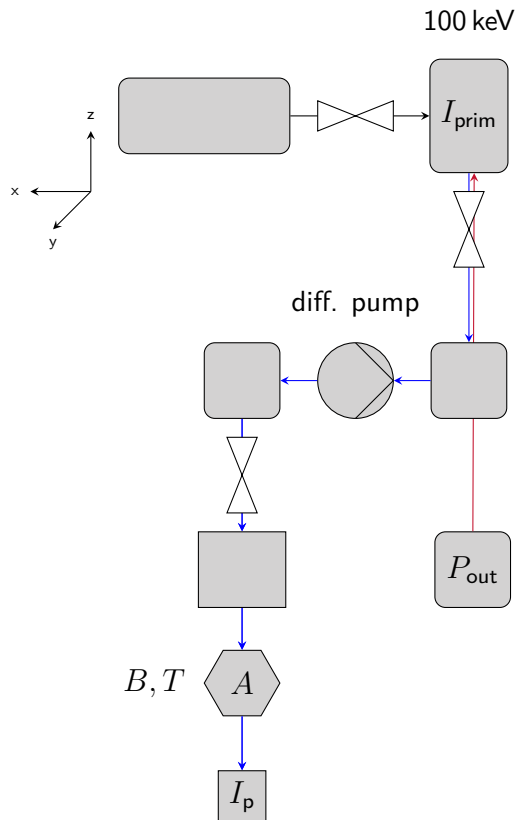 100 keV
I_prim
z
x
y
diff. pump
P_out
B, T
A
I_p